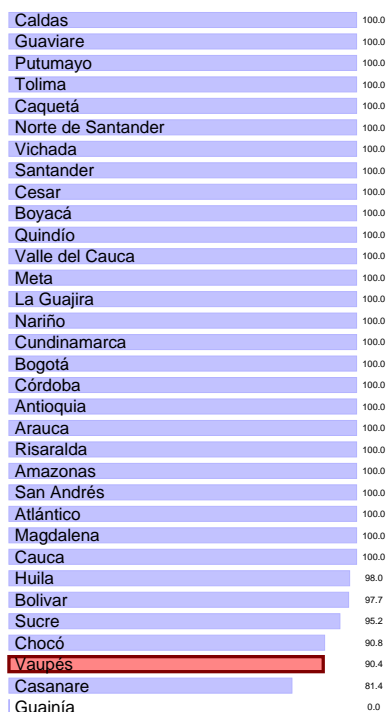 Caldas 100.0
Guaviare 100.0
Putumayo 100.0
Tolima 100.0
Caquetá 100.0
Norte de Santander 100.0
Vichada 100.0
Santander 100.0
Cesar 100.0
Boyacá 100.0
Quindío 100.0
Valle del Cauca 100.0
Meta 100.0
La Guajira 100.0
Nariño 100.0
Cundinamarca 100.0
Bogotá 100.0
Córdoba 100.0
Antioquia 100.0
Arauca 100.0
Risaralda 100.0
Amazonas 100.0
San Andrés 100.0
Atlántico 100.0
Magdalena 100.0
Cauca 100.0
Huila 98.0
Bolivar 97.7
Sucre 95.2
Chocó 90.8
Vaupés 90.4
Casanare 81.4
Guainía 0.0